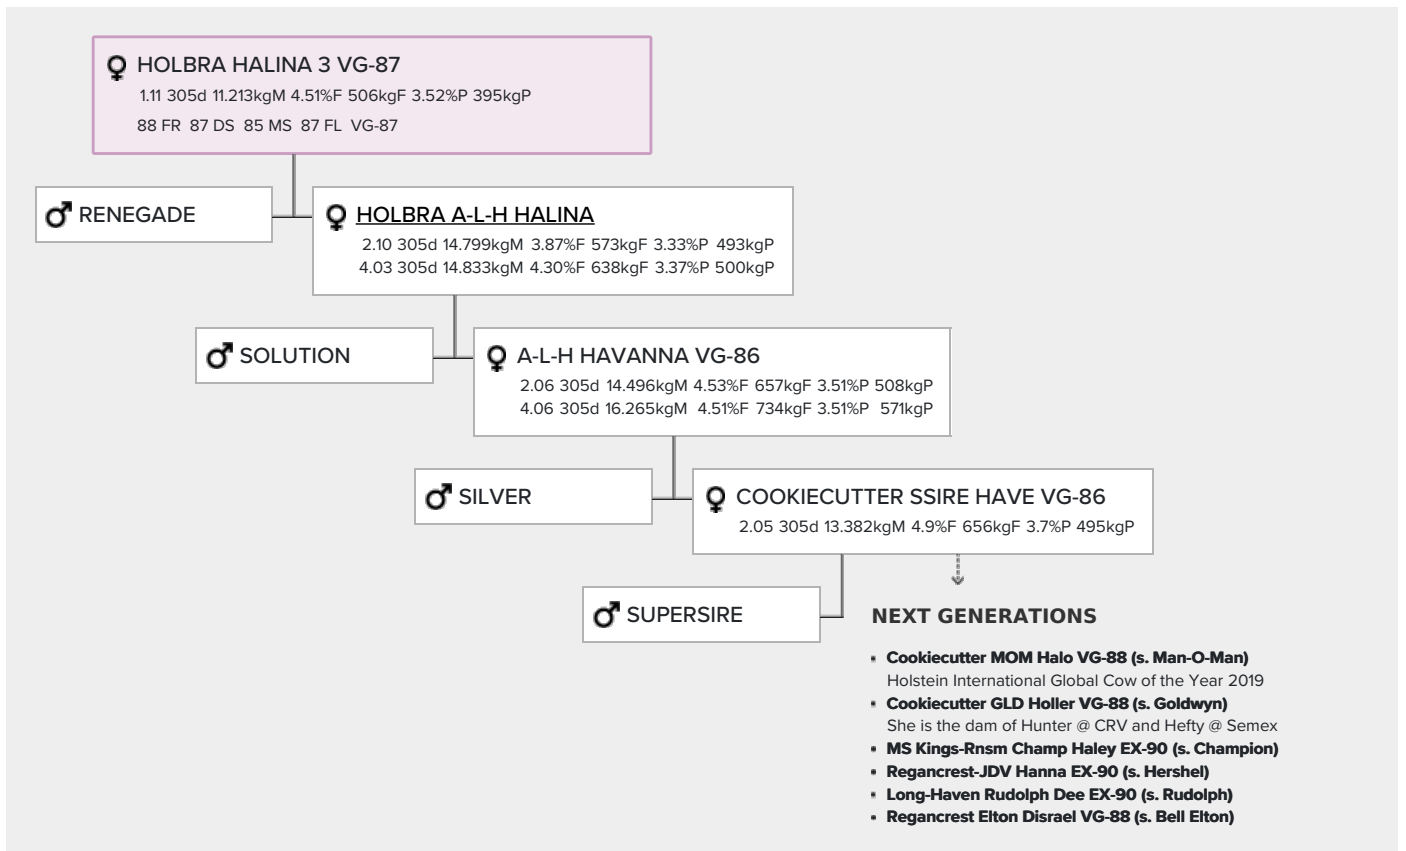 HOLBRA HALINA 3 VG-87
1.11 305d 11.213kgM 4.51%F 506kgF 3.52%P 395kgP
88 FR 87 DS 85 MS 87 FL VG-87
RENEGADE
HOLBRA A-L-H HALINA
2.10 305d 14.799kgM 3.87%F 573kgF 3.33%P 493kgP
4.03 305d 14.833kgM 4.30%F 638kgF 3.37%P 500kgP
SOLUTION
A-L-H HAVANNA VG-86
2.06 305d 14.496kgM 4.53%F 657kgF 3.51%P 508kgP
4.06 305d 16.265kgM 4.51%F 734kgF 3.51%P 571kgP
SILVER
COOKIECUTTER SSIRE HAVE VG-86
2.05 305d 13.382kgM 4.9%F 656kgF 3.7%P 495kgP
SUPERSIRE
NEXT GENERATIONS
▪ Cookiecutter MOM Halo VG-88 (s. Man-O-Man)
Holstein International Global Cow of the Year 2019
▪ Cookiecutter GLD Holler VG-88 (s. Goldwyn)
She is the dam of Hunter @ CRV and Hefty @ Semex
▪ MS Kings-Rnsm Champ Haley EX-90 (s. Champion)
▪ Regancrest-JDV Hanna EX-90 (s. Hershel)
▪ Long-Haven Rudolph Dee EX-90 (s. Rudolph)
▪ Regancrest Elton Disrael VG-88 (s. Bell Elton)